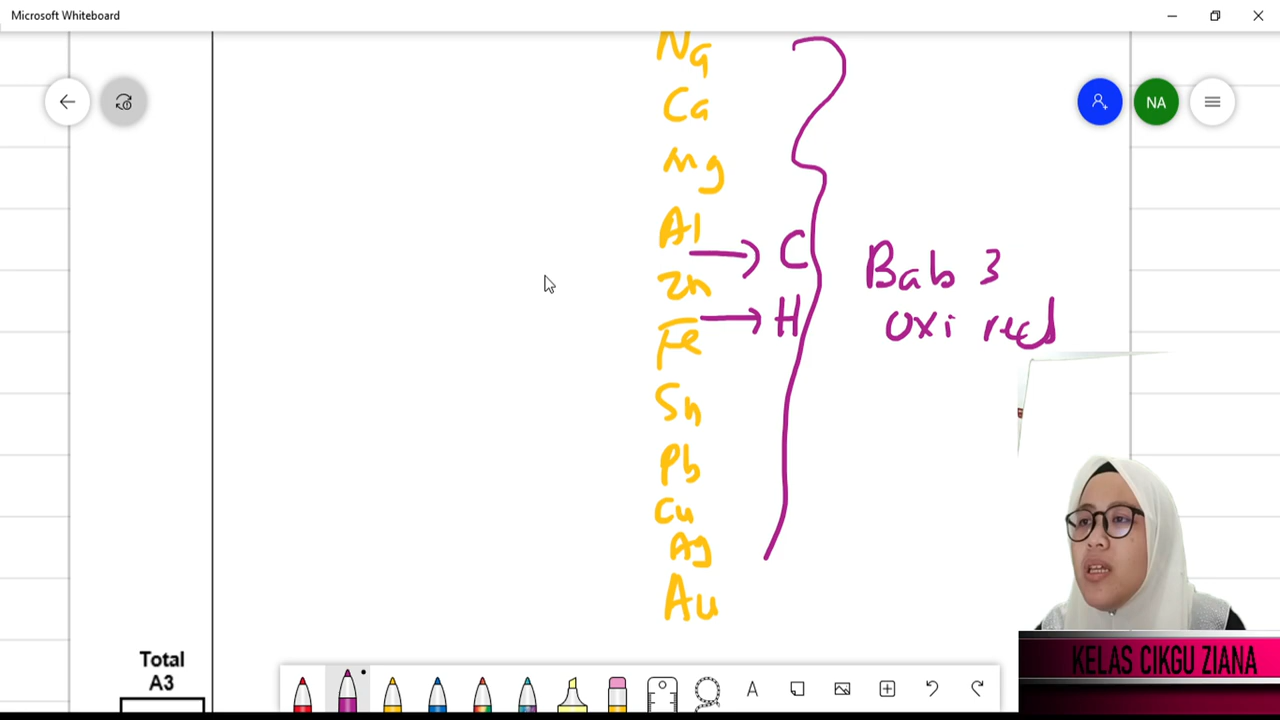 Microsoft Whiteboard
Na
Ca
Mg
Al
→ C
Zn
→ H
Fe
Sn
Pb
Cu
Ag
Au
Bab 3
oxi red
NA
Total
A3
A
KELAS CIKGU ZIANA